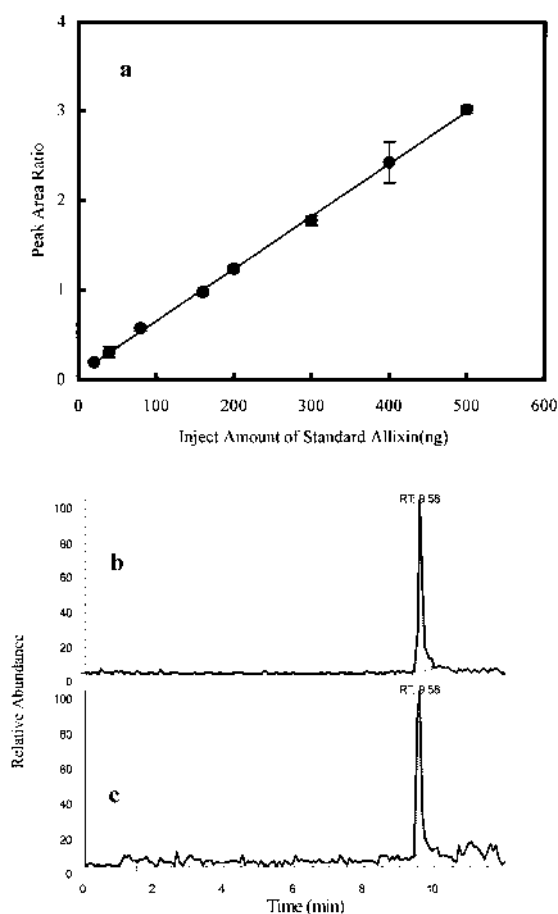 4
a
3
Peak Area Ratio
2
1
0
0 100 200 300 400 500 600
Inject Amount of Standard Allixin(ng)
100
RT: 9.58
80
b
60
40
20
0
Relative Abundance
100
RT: 9.58
80
60
c
40
20
0
0 2 4 6 8 10
Time (min)